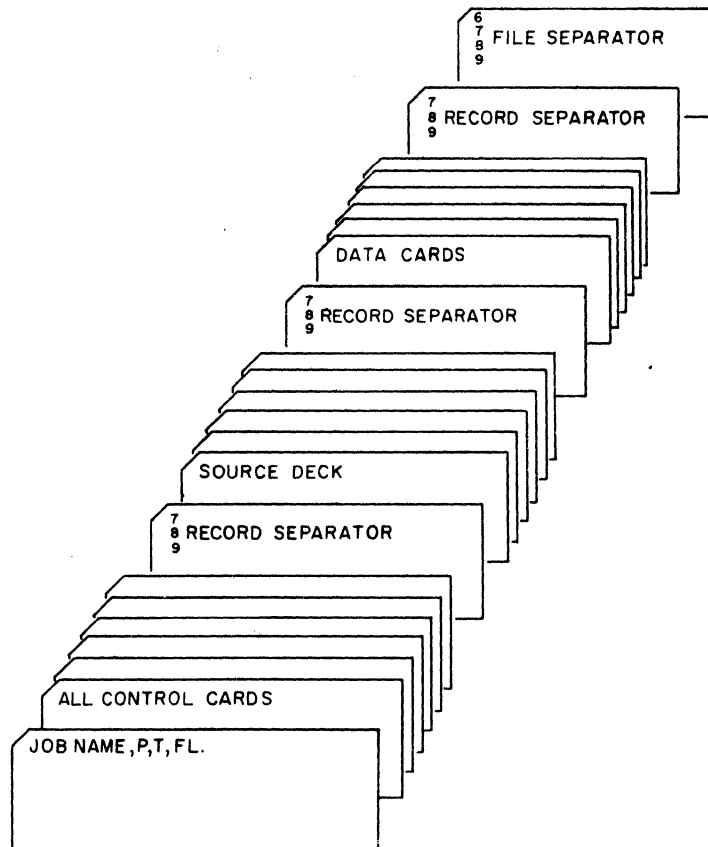 6
7
8 FILE SEPARATOR
9
7
8 RECORD SEPARATOR
9
DATA CARDS
7
8 RECORD SEPARATOR
9
SOURCE DECK
7
8 RECORD SEPARATOR
9
ALL CONTROL CARDS
JOB NAME,P,T,FL.